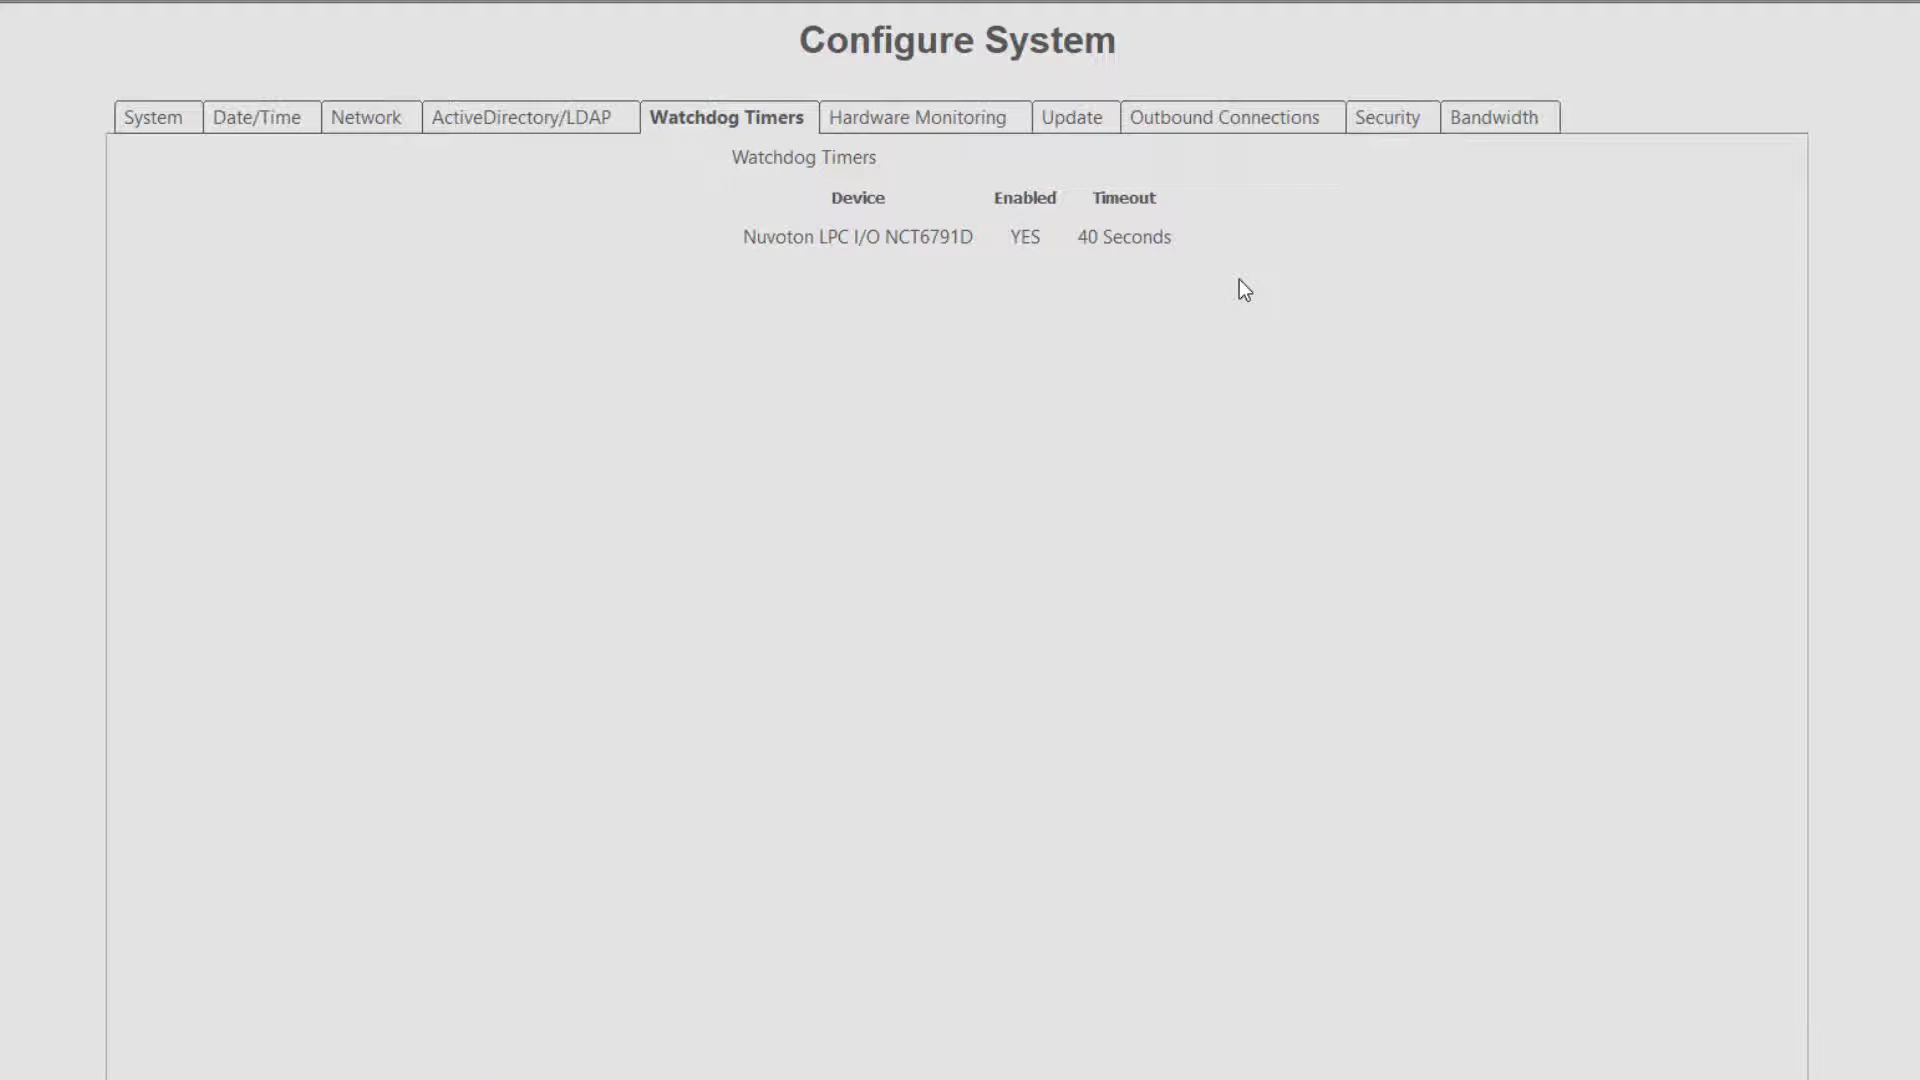 Configure System
System Date/Time Network ActiveDirectory/LDAP Watchdog Timers Hardware Monitoring Update Outbound Connections Security Bandwidth
Watchdog Timers
Device Enabled Timeout
Nuvoton LPC I/O NCT6791D YES 40 Seconds